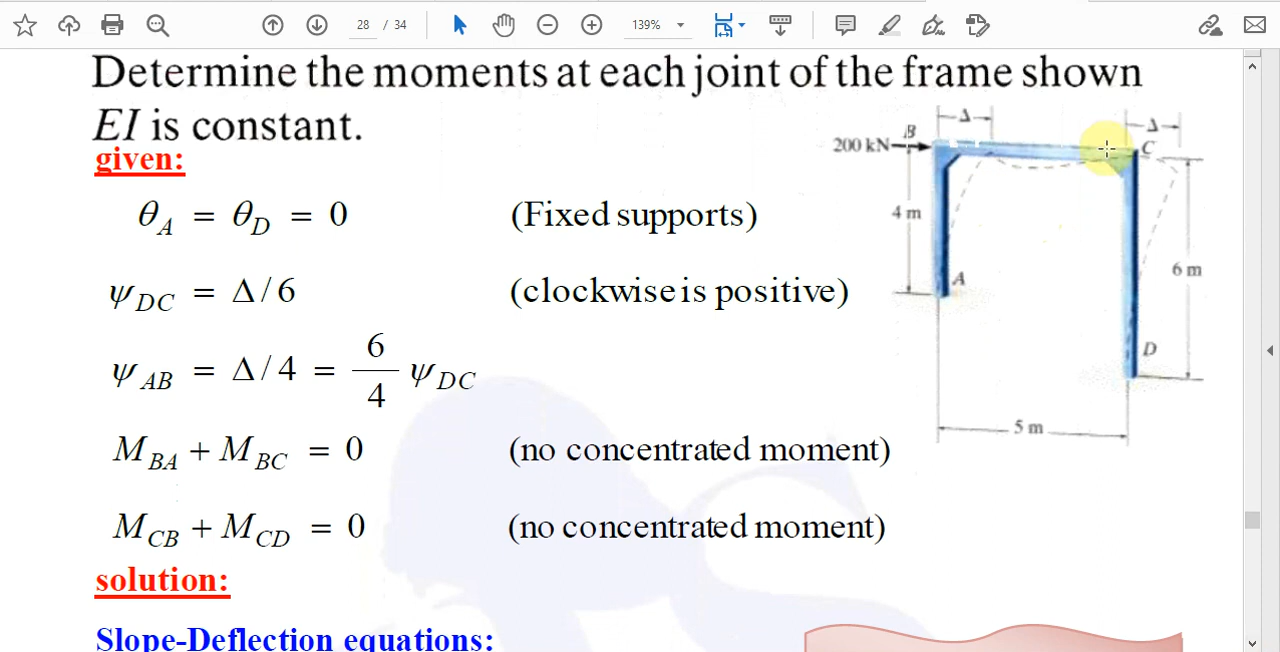 28 / 34
139%
Determine the moments at each joint of the frame shown
EI is constant.
given:
θA = θD = 0 (Fixed supports)
ψDC = Δ/6 (clockwise is positive)
ψAB = Δ/4 = 6/4 ψDC
MBA + MBC = 0 (no concentrated moment)
MCB + MCD = 0 (no concentrated moment)
solution:
Slope-Deflection equations:
Δ
Δ
B
C
200 kN
4 m
A
6 m
D
5 m